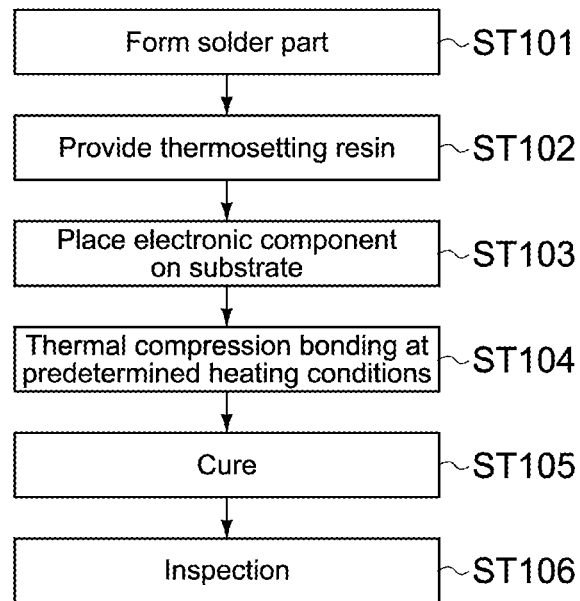 Form solder part
ST101
Provide thermosetting resin
ST102
Place electronic component
on substrate
ST103
Thermal compression bonding at
predetermined heating conditions
ST104
Cure
ST105
Inspection
ST106